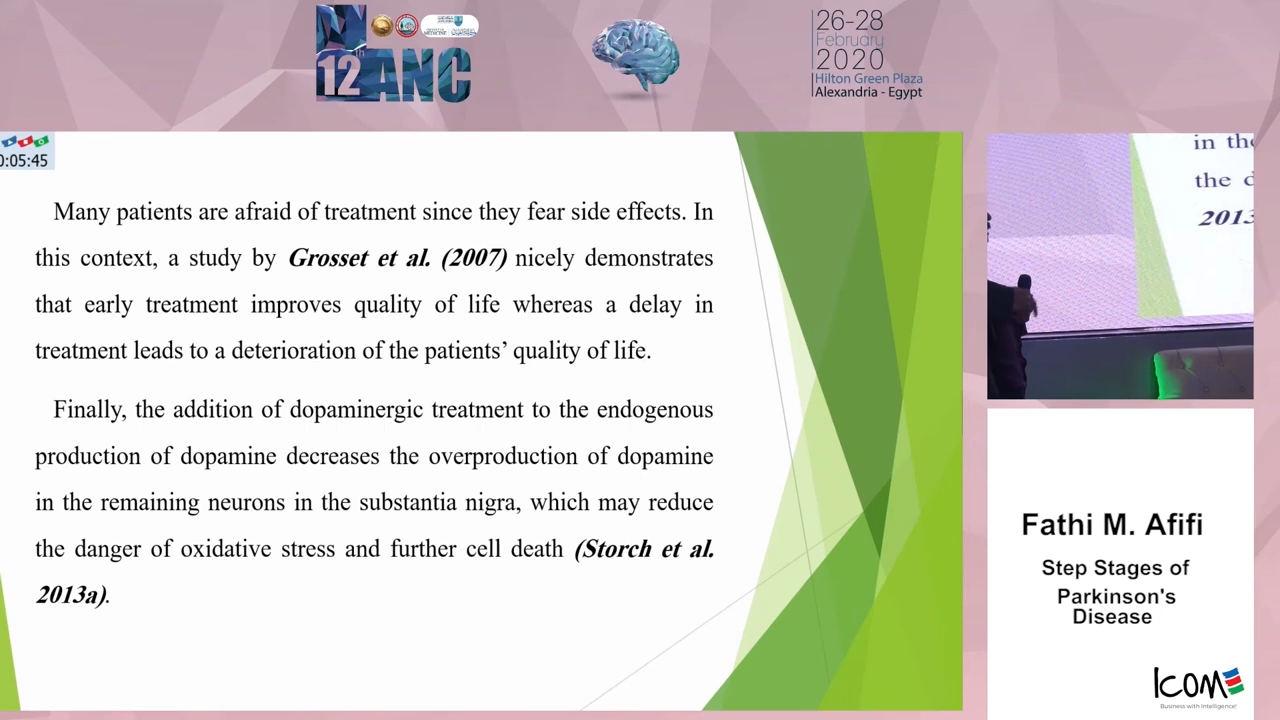 th
12
ANC
26-28
February
2020
Hilton Green Plaza
Alexandria - Egypt
0:05:45
Many patients are afraid of treatment since they fear side effects. In
this context, a study by Grosset et al. (2007) nicely demonstrates
that early treatment improves quality of life whereas a delay in
treatment leads to a deterioration of the patients' quality of life.
Finally, the addition of dopaminergic treatment to the endogenous
production of dopamine decreases the overproduction of dopamine
in the remaining neurons in the substantia nigra, which may reduce
the danger of oxidative stress and further cell death (Storch et al.
2013a).
in the
the d
2013
Fathi M. Afifi
Step Stages of
Parkinson's
Disease
ICOM
Business with Intelligence!